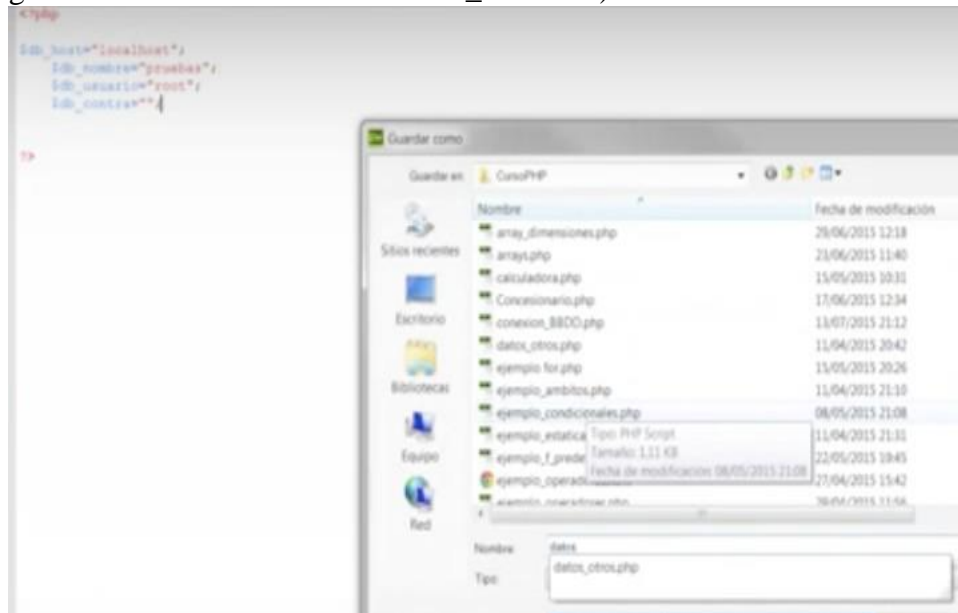 <?php
$db_host="localhost";
$db_nombre="pruebas";
$db_usuario="root";
$db_contra="";
?>
Guardar como
Guardar en: CursoPHP
Nombre Fecha de modificación
array_dimensiones.php 29/06/2015 12:18
arrays.php 23/06/2015 11:40
Sitios recientes
calculadora.php 15/05/2015 10:31
Concesionario.php 17/06/2015 12:34
Escritorio
conexion_BBDD.php 13/07/2015 21:12
datos_otros.php 11/04/2015 20:42
ejemplo for.php 15/05/2015 20:26
Bibliotecas
ejemplo_ambitos.php 11/04/2015 21:10
ejemplo_condicionales.php 08/05/2015 21:08
ejemplo_estatica 11/04/2015 21:31
Tipo: PHP Script
Tamaño: 1,11 KB
Fecha de modificación: 08/05/2015 21:08
Equipo
ejemplo_f_prede 22/05/2015 19:45
ejemplo_operad 27/04/2015 15:42
ejemplo_operadores.php
Red
Nombre: datos
datos_otros.php
Tipo: